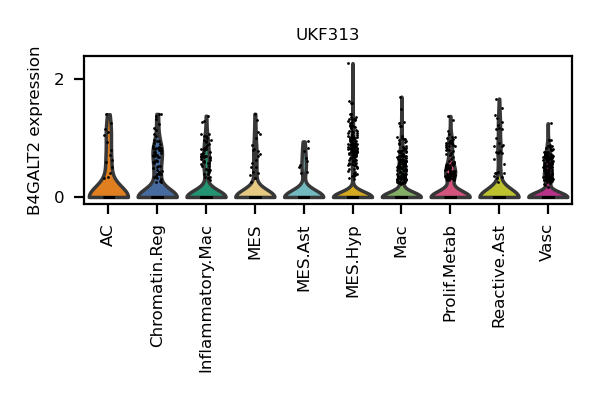 UKF313
B4GALT2 expression
2
0
AC
Chromatin.Reg
Inflammatory.Mac
MES
MES.Ast
MES.Hyp
Mac
Prolif.Metab
Reactive.Ast
Vasc